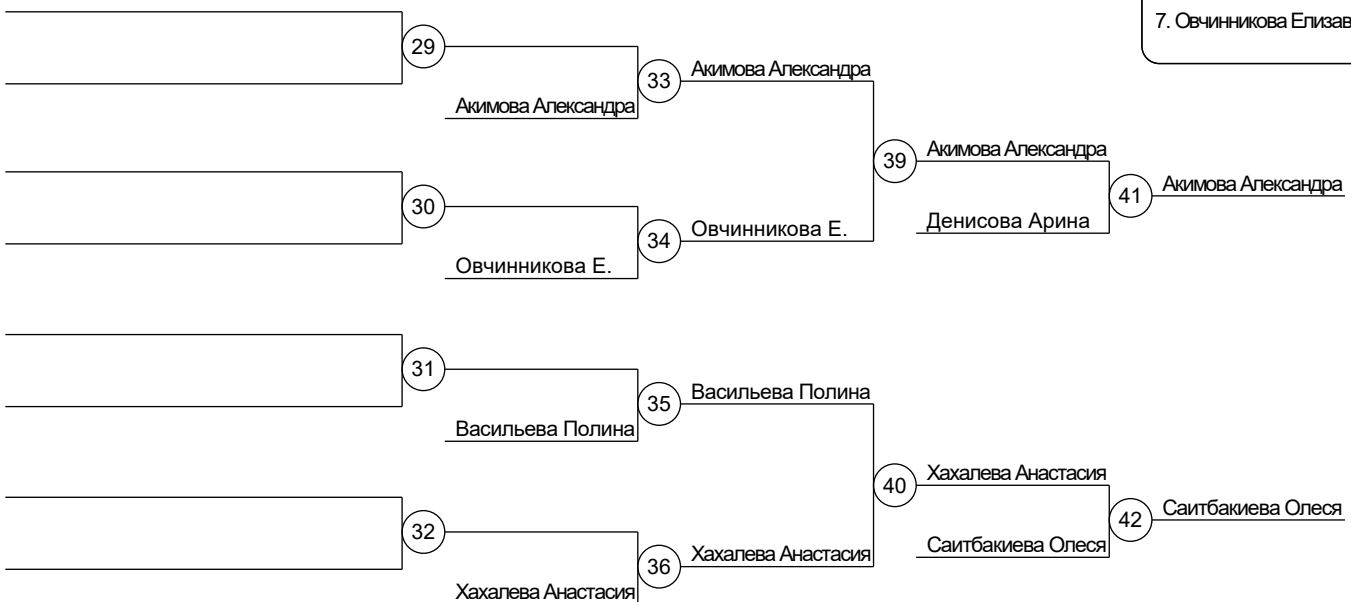 7. Овчинникова Елизав
29
33
Акимова Александра
Акимова Александра
39
Акимова Александра
41
Акимова Александра
30
34
Овчинникова Е.
Денисова Арина
Овчинникова Е.
31
35
Васильева Полина
Васильева Полина
40
Хахалева Анастасия
42
Саитбакиева Олеся
32
36
Хахалева Анастасия
Саитбакиева Олеся
Хахалева Анастасия